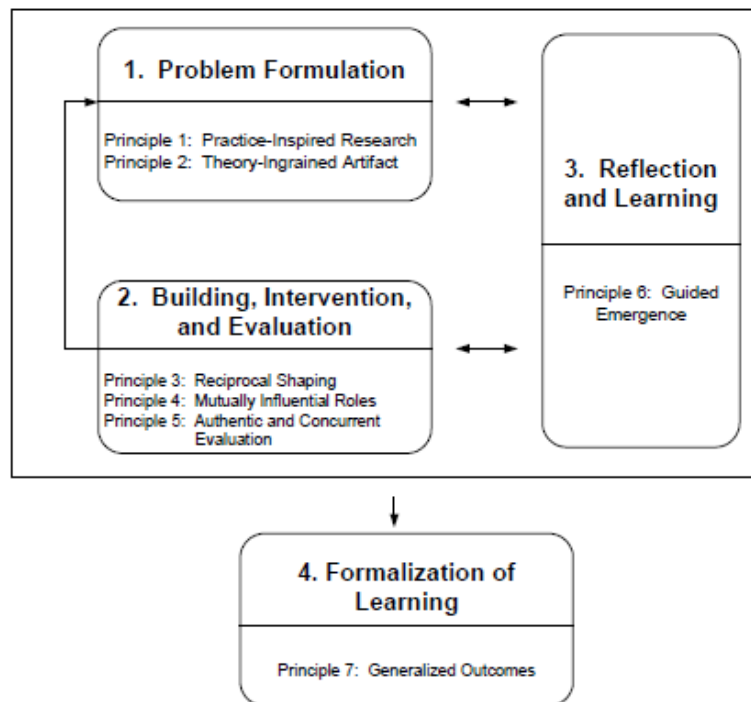 1. Problem Formulation
Principle 1: Practice-Inspired Research
Principle 2: Theory-Ingrained Artifact
2. Building, Intervention,
and Evaluation
Principle 3: Reciprocal Shaping
Principle 4: Mutually Influential Roles
Principle 5: Authentic and Concurrent
Evaluation
3. Reflection
and Learning
Principle 6: Guided
Emergence
4. Formalization of
Learning
Principle 7: Generalized Outcomes